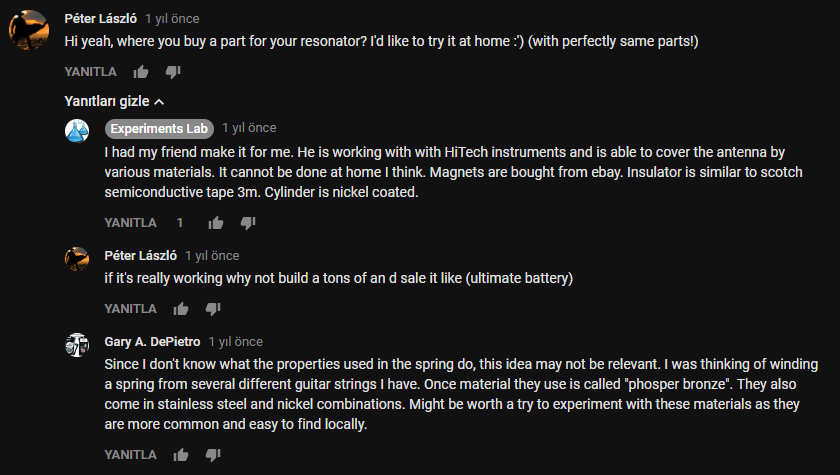 Péter László 1 yıl önce
Hi yeah, where you buy a part for your resonator? I'd like to try it at home :') (with perfectly same parts!)
YANITLA
Yanıtları gizle
Experiments Lab 1 yıl önce
I had my friend make it for me. He is working with with HiTech instruments and is able to cover the antenna by
various materials. It cannot be done at home I think. Magnets are bought from ebay. Insulator is similar to scotch
semiconductive tape 3m. Cylinder is nickel coated.
YANITLA 1
Péter László 1 yıl önce
if it's really working why not build a tons of an d sale it like (ultimate battery)
YANITLA
Gary A. DePietro 1 yıl önce
Since I don't know what the properties used in the spring do, this idea may not be relevant. I was thinking of winding
a spring from several different guitar strings I have. Once material they use is called "phosper bronze". They also
come in stainless steel and nickel combinations. Might be worth a try to experiment with these materials as they
are more common and easy to find locally.
YANITLA